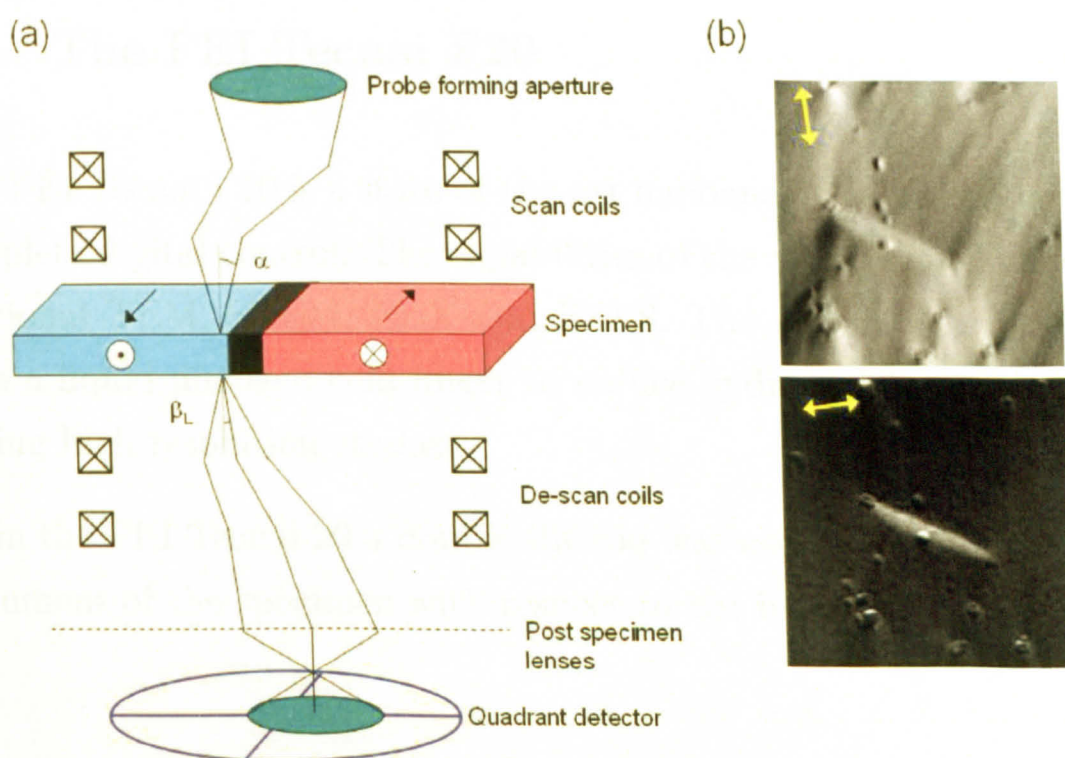 (a)
(b)
Probe forming aperture
Scan coils
α
Specimen
β_L
De-scan coils
Post specimen
lenses
Quadrant detector